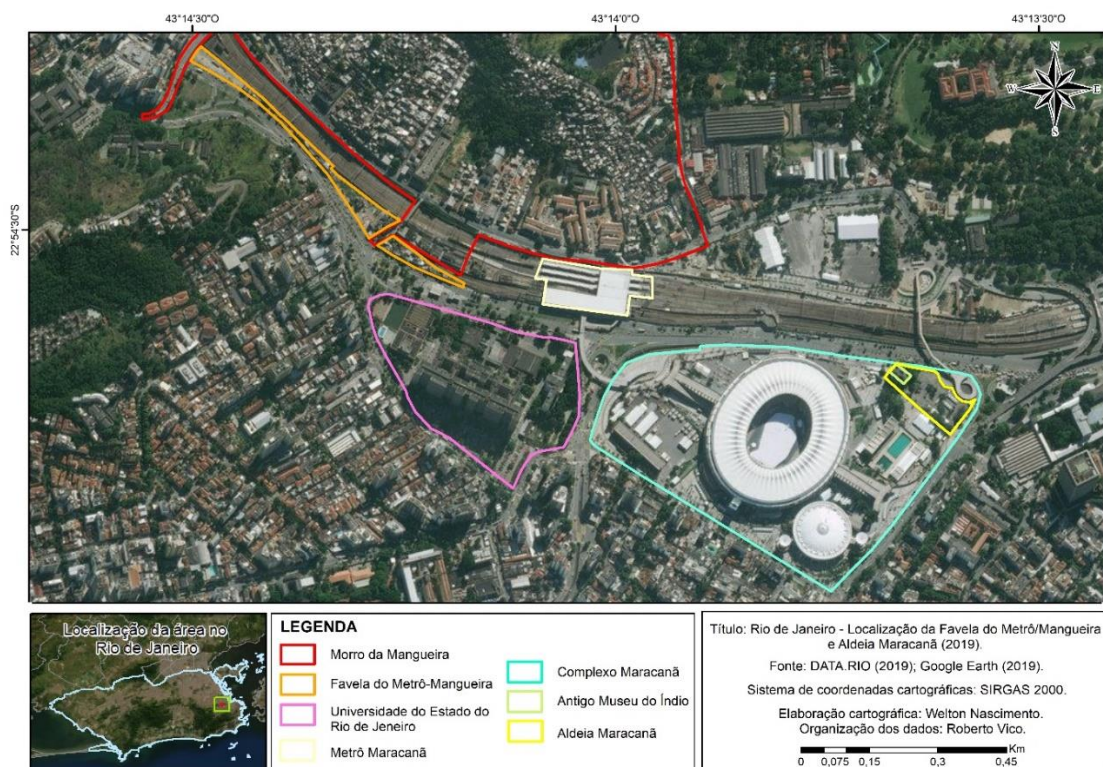 43°14'30"O
43°14'0"O
43°13'30"O
22°54'30"S
N
W
E
S
Localização da área no
Rio de Janeiro
LEGENDA
Morro da Mangueira
Favela do Metrô-Mangueira
Universidade do Estado do
Rio de Jeneiro
Metrô Maracanã
Complexo Maracanã
Antigo Museu do Índio
Aldeia Maracanã
Título: Rio de Janeiro - Localização da Favela do Metrô/Mangueira
e Aldeia Maracanã (2019).
Fonte: DATA.RIO (2019); Google Earth (2019).
Sistema de coordenadas cartográficas: SIRGAS 2000.
Elaboração cartográfica: Welton Nascimento.
Organização dos dados: Roberto Vico.
Km
0 0,075 0,15 0,3 0,45